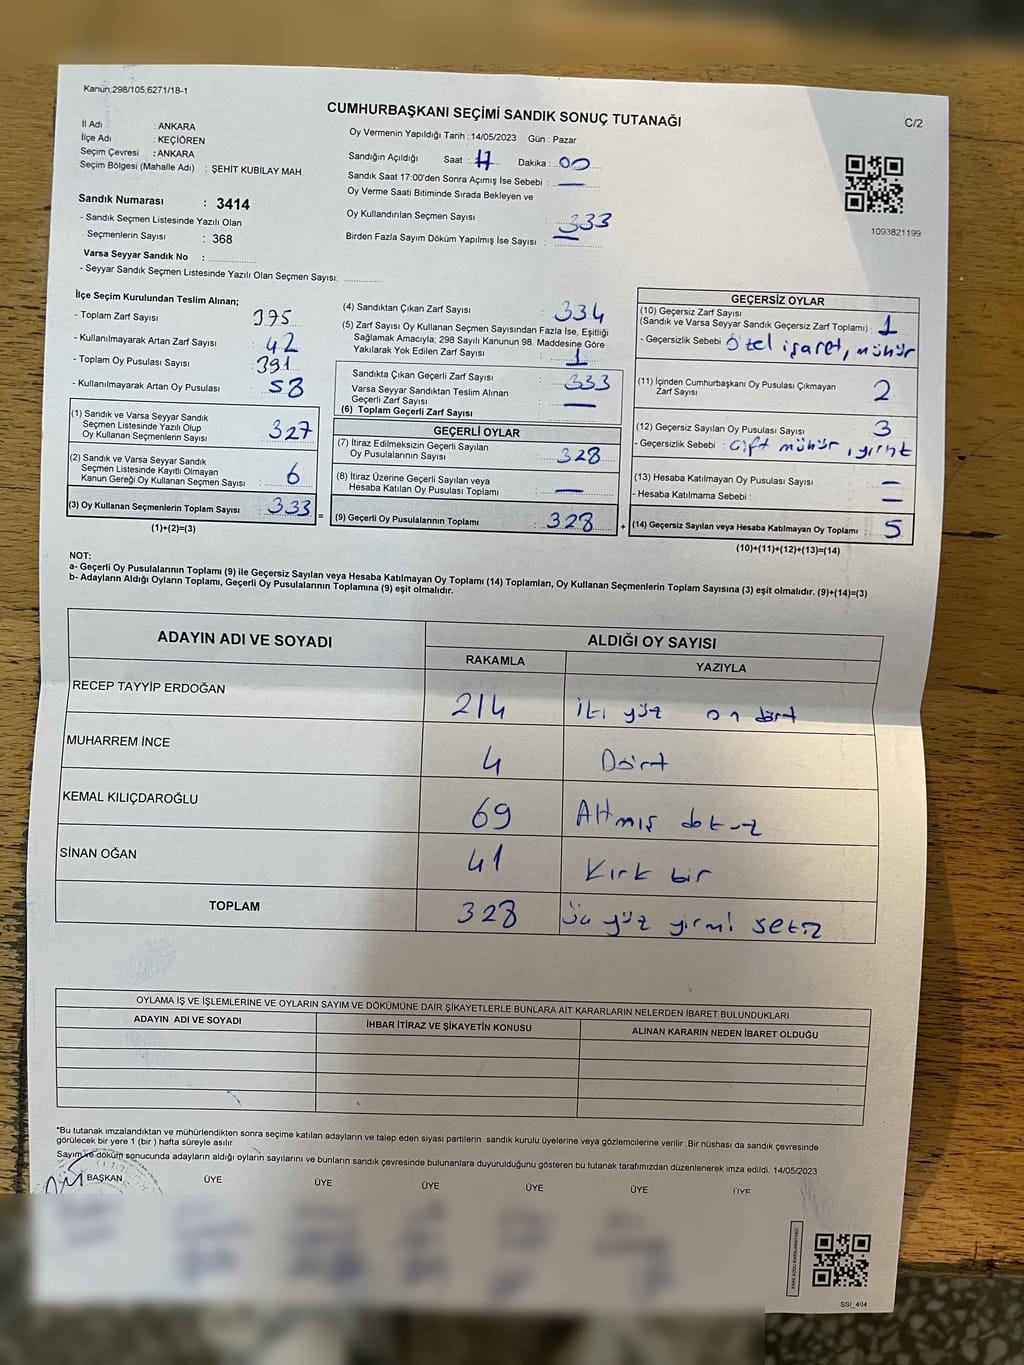 Kanun,298/105,6271/18-1
CUMHURBAŞKANI SEÇİMİ SANDIK SONUÇ TUTANAĞI
C/2
İl Adı : ANKARA
İlçe Adı : KEÇİÖREN
Seçim Çevresi : ANKARA
Seçim Bölgesi (Mahalle Adı) : ŞEHİT KUBİLAY MAH.
Sandık Numarası : 3414
- Sandık Seçmen Listesinde Yazılı Olan
Seçmenlerin Sayısı : 368
Varsa Seyyar Sandık No :
- Seyyar Sandık Seçmen Listesinde Yazılı Olan Seçmen Sayısı:
Oy Vermenin Yapıldığı Tarih :14/05/2023 Gün : Pazar
Sandığın Açıldığı Saat : 17 Dakika : 00
Sandık Saat 17:00'den Sonra Açımış İse Sebebi : —
Oy Verme Saati Bitiminde Sırada Bekleyen ve
Oy Kullandırılan Seçmen Sayısı : 333
Birden Fazla Sayım Döküm Yapılmış İse Sayısı : —
1093821199
İlçe Seçim Kurulundan Teslim Alınan;
- Toplam Zarf Sayısı : 375
- Kullanılmayarak Artan Zarf Sayısı : 42
- Toplam Oy Pusulası Sayısı : 391
- Kullanılmayarak Artan Oy Pusulası : 58
(1) Sandık ve Varsa Seyyar Sandık
Seçmen Listesinde Yazılı Olup
Oy Kullanan Seçmenlerin Sayısı : 327
(2) Sandık ve Varsa Seyyar Sandık
Seçmen Listesinde Kayıtlı Olmayan
Kanun Gereği Oy Kullanan Seçmen Sayısı : 6
(3) Oy Kullanan Seçmenlerin Toplam Sayısı : 333 =
(1)+(2)=(3)
(4) Sandıktan Çıkan Zarf Sayısı : 334
(5) Zarf Sayısı Oy Kullanan Seçmen Sayısından Fazla İse, Eşitliği
Sağlamak Amacıyla; 298 Sayılı Kanunun 98. Maddesine Göre
Yakılarak Yok Edilen Zarf Sayısı : 1
Sandıkta Çıkan Geçerli Zarf Sayısı : 333
Varsa Seyyar Sandıktan Teslim Alınan
Geçerli Zarf Sayısı : —
(6) Toplam Geçerli Zarf Sayısı :
GEÇERLİ OYLAR
(7) İtiraz Edilmeksizin Geçerli Sayılan
Oy Pusulalarının Sayısı : 328
(8) İtiraz Üzerine Geçerli Sayılan veya
Hesaba Katılan Oy Pusulası Toplamı : —
(9) Geçerli Oy Pusulalarının Toplamı : 328 +
GEÇERSİZ OYLAR
(10) Geçersiz Zarf Sayısı
(Sandık ve Varsa Seyyar Sandık Geçersiz Zarf Toplamı) : 1
- Geçersizlik Sebebi : Özel işaret, mühür
(11) İçinden Cumhurbaşkanı Oy Pusulası Çıkmayan
Zarf Sayısı : 2
(12) Geçersiz Sayılan Oy Pusulası Sayısı : 3
- Geçersizlik Sebebi : Çift mühür, yırtık
(13) Hesaba Katılmayan Oy Pusulası Sayısı : —
- Hesaba Katılmama Sebebi : —
(14) Geçersiz Sayılan veya Hesaba Katılmayan Oy Toplamı : 5
(10)+(11)+(12)+(13)=(14)
NOT:
a- Geçerli Oy Pusulalarının Toplamı (9) ile Geçersiz Sayılan veya Hesaba Katılmayan Oy Toplamı (14) Toplamları, Oy Kullanan Seçmenlerin Toplam Sayısına (3) eşit olmalıdır. (9)+(14)=(3)
b- Adayların Aldığı Oyların Toplamı, Geçerli Oy Pusulalarının Toplamına (9) eşit olmalıdır.
ADAYIN ADI VE SOYADI ALDIĞI OY SAYISI
RAKAMLA YAZIYLA
RECEP TAYYİP ERDOĞAN 214 iki yüz on dört
MUHARREM İNCE 4 Dört
KEMAL KILIÇDAROĞLU 69 Altmış dokuz
SİNAN OĞAN 41 Kırk bir
TOPLAM 328 üç yüz yirmi sekiz
OYLAMA İŞ VE İŞLEMLERİNE VE OYLARIN SAYIM VE DÖKÜMÜNE DAİR ŞİKAYETLERLE BUNLARA AİT KARARLARIN NELERDEN İBARET BULUNDUKLARI
ADAYIN ADI VE SOYADI İHBAR İTİRAZ VE ŞİKAYETİN KONUSU ALINAN KARARIN NEDEN İBARET OLDUĞU
*Bu tutanak imzalandıktan ve mühürlendikten sonra seçime katılan adayların ve talep eden siyasi partilerin sandık kurulu üyelerine veya gözlemcilerine verilir .Bir nüshası da sandık çevresinde
görülecek bir yere 1 (bir ) hafta süreyle asılır.
Sayım ve döküm sonucunda adayların aldığı oyların sayılarını ve bunların sandık çevresinde bulunanlara duyurulduğunu gösteren bu tutanak tarafımızdan düzenlenerek imza edildi. 14/05/2023
BAŞKAN ÜYE ÜYE ÜYE ÜYE ÜYE ÜYE
SSI_404